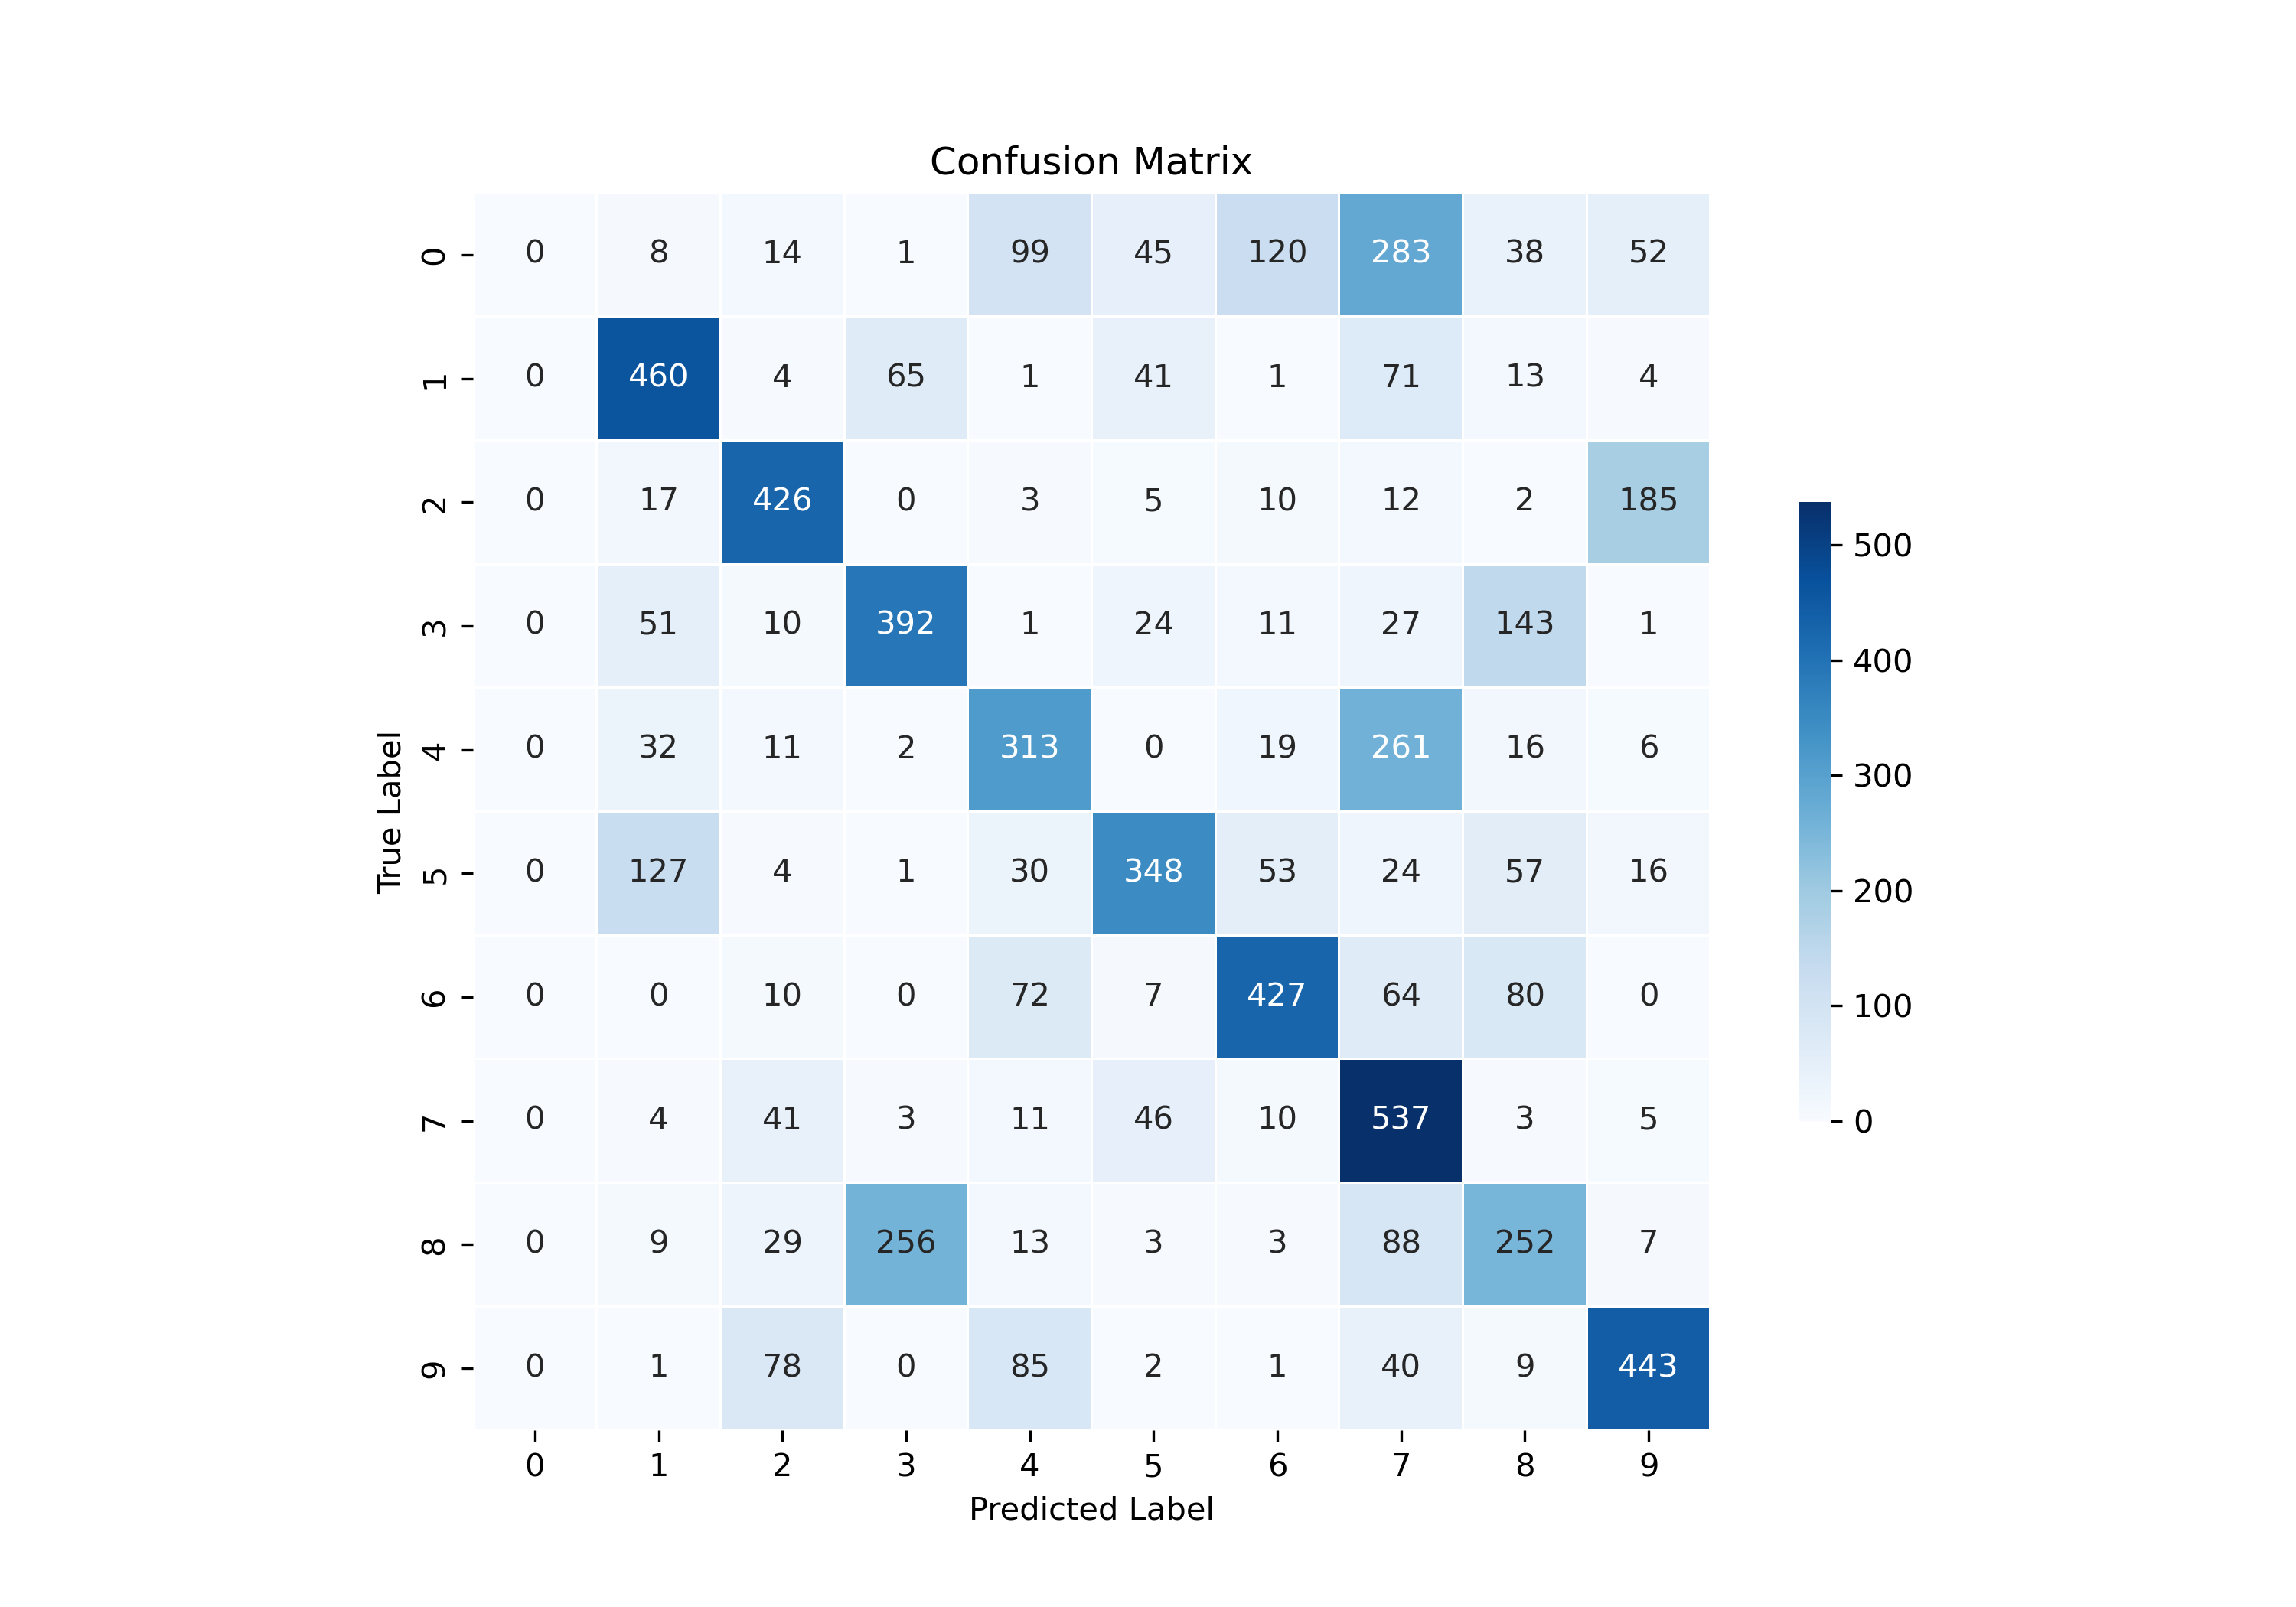 Confusion Matrix
0 0 8 14 1 99 45 120 283 38 52
1 0 460 4 65 1 41 1 71 13 4
2 0 17 426 0 3 5 10 12 2 185
3 0 51 10 392 1 24 11 27 143 1
4 0 32 11 2 313 0 19 261 16 6
5 0 127 4 1 30 348 53 24 57 16
6 0 0 10 0 72 7 427 64 80 0
7 0 4 41 3 11 46 10 537 3 5
8 0 9 29 256 13 3 3 88 252 7
9 0 1 78 0 85 2 1 40 9 443
0 1 2 3 4 5 6 7 8 9
Predicted Label
True Label
500
400
300
200
100
0